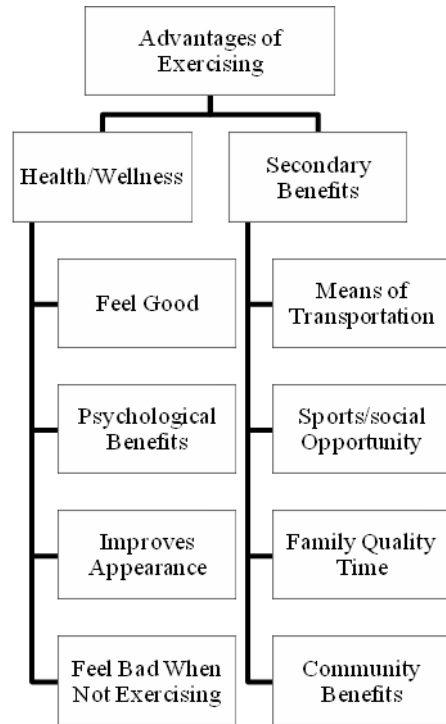 Advantages of
Exercising
Health/Wellness
Secondary
Benefits
Feel Good
Psychological
Benefits
Improves
Appearance
Feel Bad When
Not Exercising
Means of
Transportation
Sports/social
Opportunity
Family Quality
Time
Community
Benefits